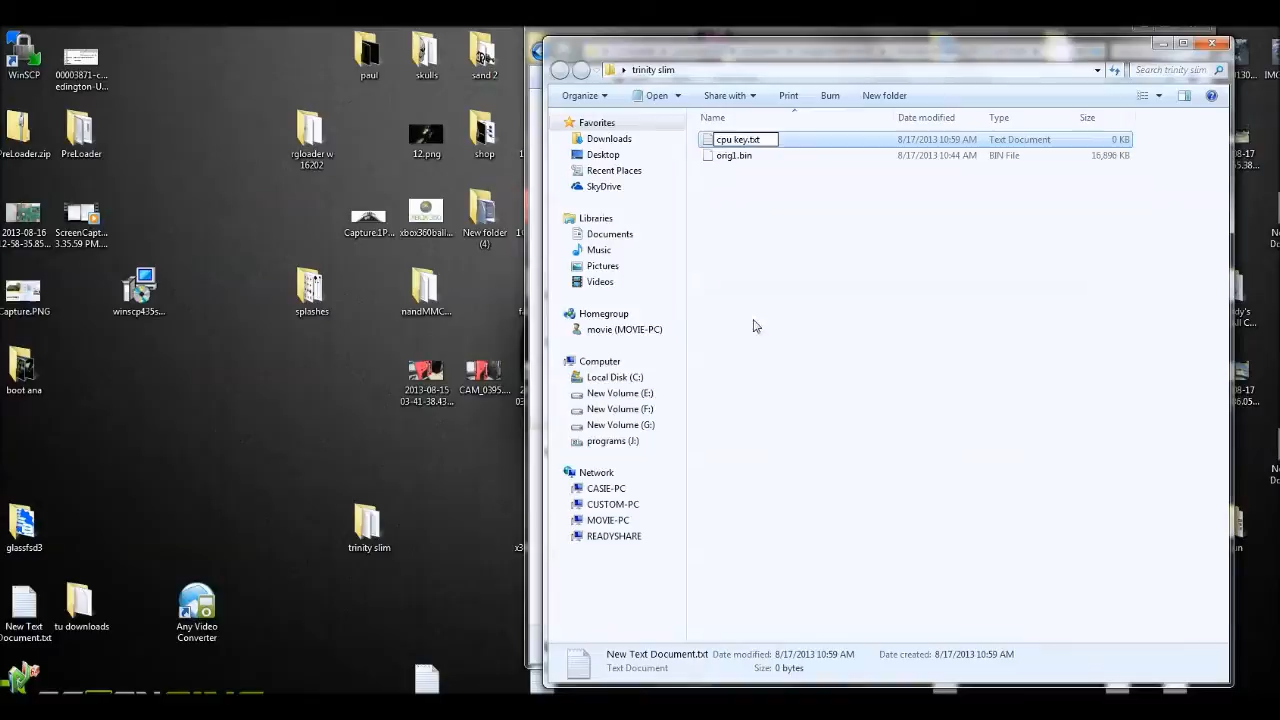 WinSCP
00003871-c...
edington-U...
paul
skulls
sand 2
PreLoader.zip
PreLoader
rgloader w
16202
12.png
shop
2013-08-16
12-58-35.85...
ScreenCapt...
3.35.59 PM....
Capture.1P...
xbox360ball...
New folder
(4)
Capture.PNG
winscp435s...
splashes
nandMMC...
boot ana
2013-08-15
03-41-38.43...
CAM_0395....
glassfsd3
trinity slim
New Text
Document.txt
tu downloads
Any Video
Converter
trinity slim
Search trinity slim
Organize
Open
Share with
Print
Burn
New folder
Name
Date modified
Type
Size
cpu key.txt
8/17/2013 10:59 AM
Text Document
0 KB
orig1.bin
8/17/2013 10:44 AM
BIN File
16,896 KB
Favorites
Downloads
Desktop
Recent Places
SkyDrive
Libraries
Documents
Music
Pictures
Videos
Homegroup
movie (MOVIE-PC)
Computer
Local Disk (C:)
New Volume (E:)
New Volume (F:)
New Volume (G:)
programs (J:)
Network
CASIE-PC
CUSTOM-PC
MOVIE-PC
READYSHARE
New Text Document.txt
Date modified: 8/17/2013 10:59 AM
Date created: 8/17/2013 10:59 AM
Text Document
Size: 0 bytes